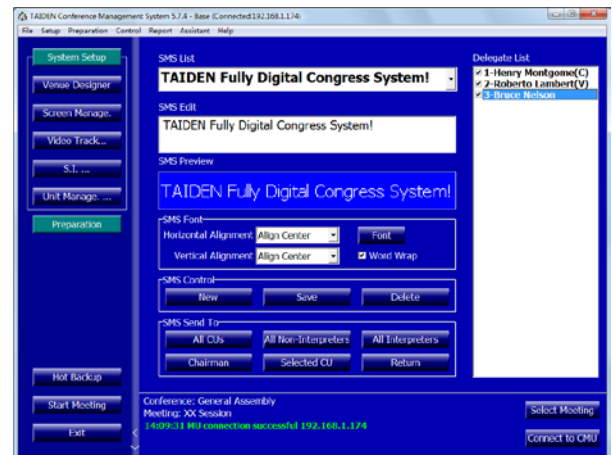 TAIDEN Conference Management System 5.7.4 - Base (Connected:192.168.1.174)
File Setup Preparation Control Report Assistant Help
System Setup
Venue Designer
Screen Manage.
Video Track...
S.I. ...
Unit Manage. ...
Preparation
Hot Backup
Start Meeting
Exit
SMS List
TAIDEN Fully Digital Congress System!
SMS Edit
TAIDEN Fully Digital Congress System!
SMS Preview
TAIDEN Fully Digital Congress System!
SMS Font
Horizontal Alignment Align Center Font
Vertical Alignment Align Center Word Wrap
SMS Control
New Save Delete
SMS Send To
All CUs All Non-Interpreters All Interpreters
Chairman Selected CU Return
Delegate List
1-Henry Montgome(C)
2-Roberto Lambert(V)
3-Bruce Nelson
Conference: General Assembly
Meeting: XX Session
14:09:31 MU connection successful 192.168.1.174
Select Meeting
Connect to CMU